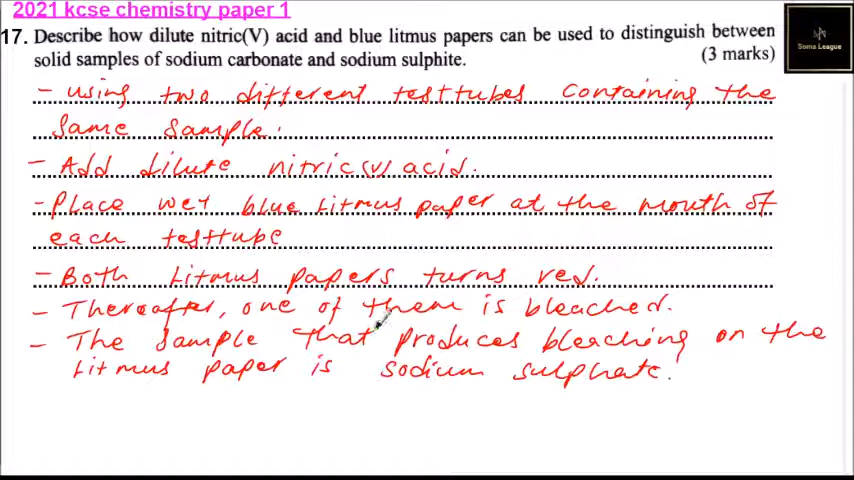 2021 kcse chemistry paper 1
17. Describe how dilute nitric(V) acid and blue litmus papers can be used to distinguish between
solid samples of sodium carbonate and sodium sulphite. (3 marks)
Soma League
- Using two different testtubes containing the
same sample.
- Add dilute nitric(v) acid.
- Place wet blue litmus paper at the mouth of
each testtube
- Both litmus papers turns red.
- Thereafter, one of them is bleached.
- The sample that produces bleaching on the
litmus paper is sodium sulphate.